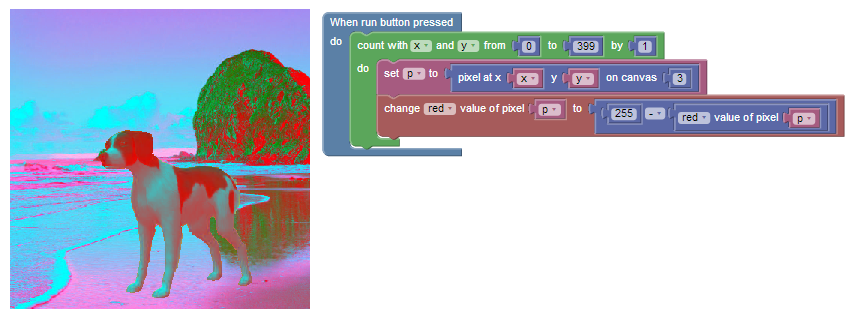 When run button pressed
do count with x and y from 0 to 399 by 1
do set p to pixel at x x y y on canvas 3
change red value of pixel p to 255 - red value of pixel p